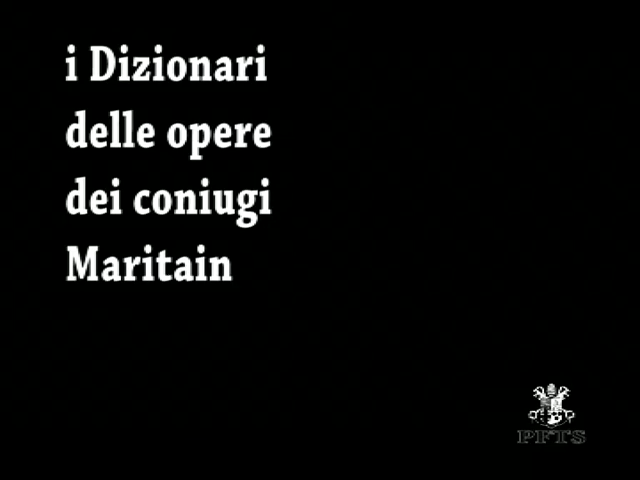 i Dizionari
delle opere
dei coniugi
Maritain
PFTS